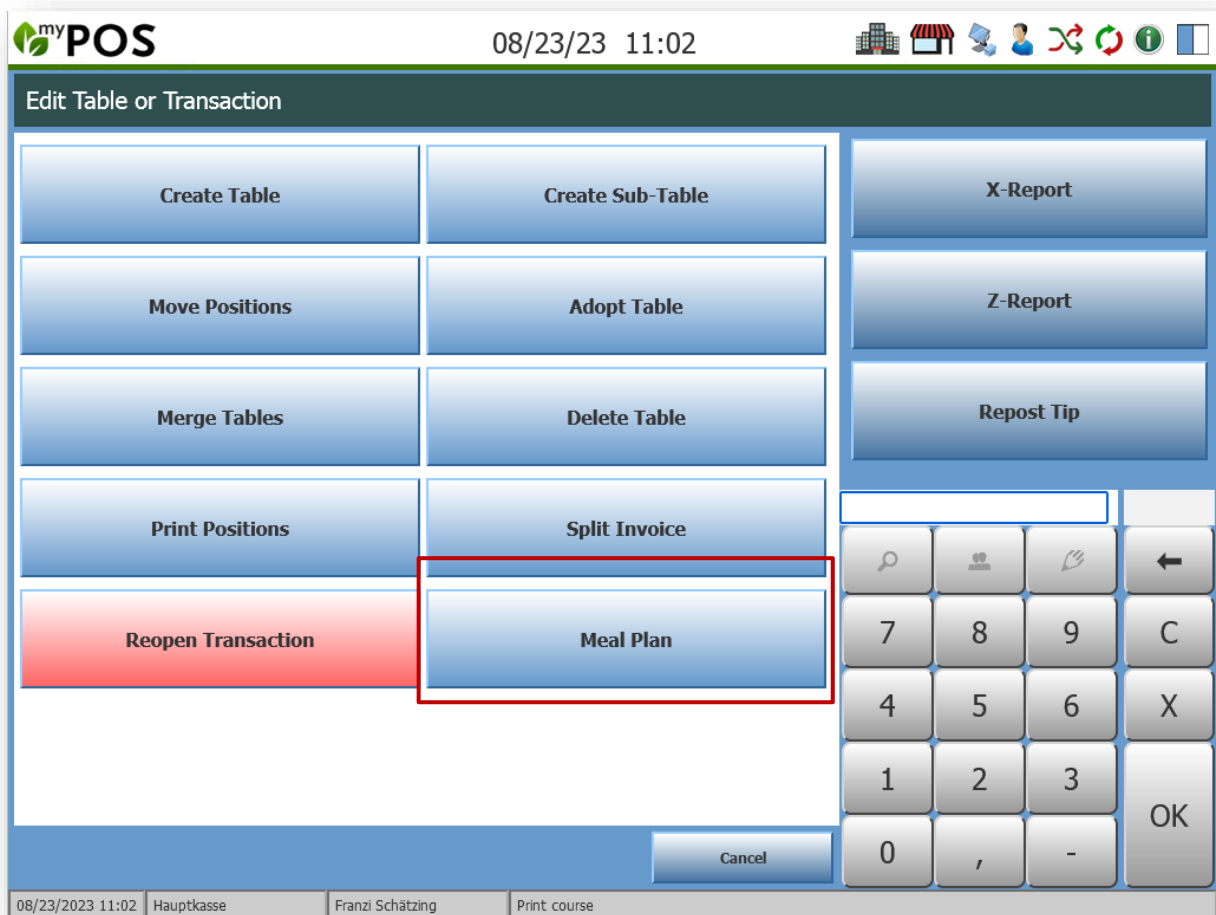 myPOS
08/23/23 11:02
Edit Table or Transaction
Create Table
Create Sub-Table
X-Report
Move Positions
Adopt Table
Z-Report
Merge Tables
Delete Table
Repost Tip
Print Positions
Split Invoice
Reopen Transaction
Meal Plan
7 8 9 C
4 5 6 X
1 2 3
OK
0 , -
Cancel
08/23/2023 11:02 Hauptkasse Franzi Schätzing Print course